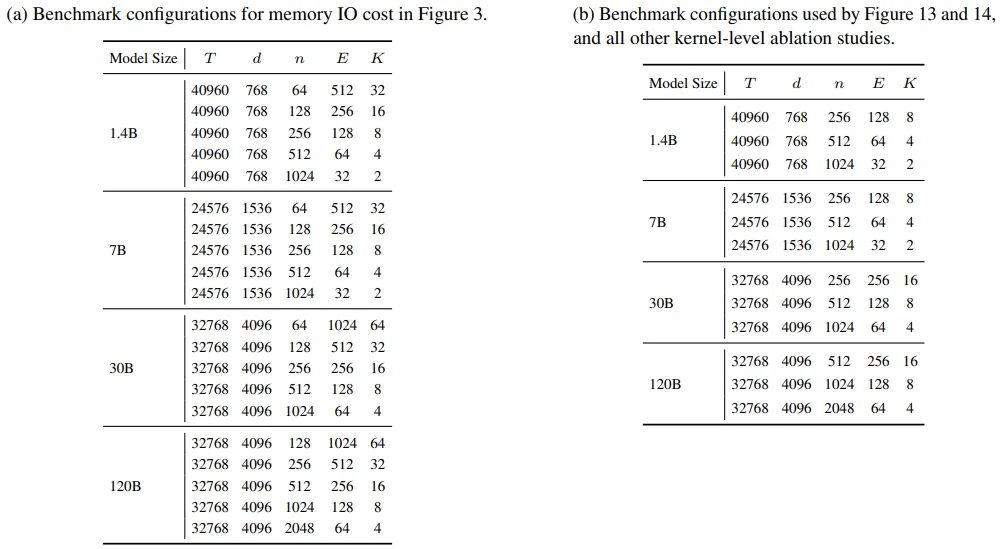 (a) Benchmark configurations for memory IO cost in Figure 3.
Model Size T d n E K
40960 768 64 512 32
40960 768 128 256 16
1.4B 40960 768 256 128 8
40960 768 512 64 4
40960 768 1024 32 2
24576 1536 64 512 32
24576 1536 128 256 16
7B 24576 1536 256 128 8
24576 1536 512 64 4
24576 1536 1024 32 2
32768 4096 64 1024 64
32768 4096 128 512 32
30B 32768 4096 256 256 16
32768 4096 512 128 8
32768 4096 1024 64 4
32768 4096 128 1024 64
32768 4096 256 512 32
120B 32768 4096 512 256 16
32768 4096 1024 128 8
32768 4096 2048 64 4
(b) Benchmark configurations used by Figure 13 and 14,
and all other kernel-level ablation studies.
Model Size T d n E K
40960 768 256 128 8
1.4B 40960 768 512 64 4
40960 768 1024 32 2
24576 1536 256 128 8
7B 24576 1536 512 64 4
24576 1536 1024 32 2
32768 4096 256 256 16
30B 32768 4096 512 128 8
32768 4096 1024 64 4
32768 4096 512 256 16
120B 32768 4096 1024 128 8
32768 4096 2048 64 4